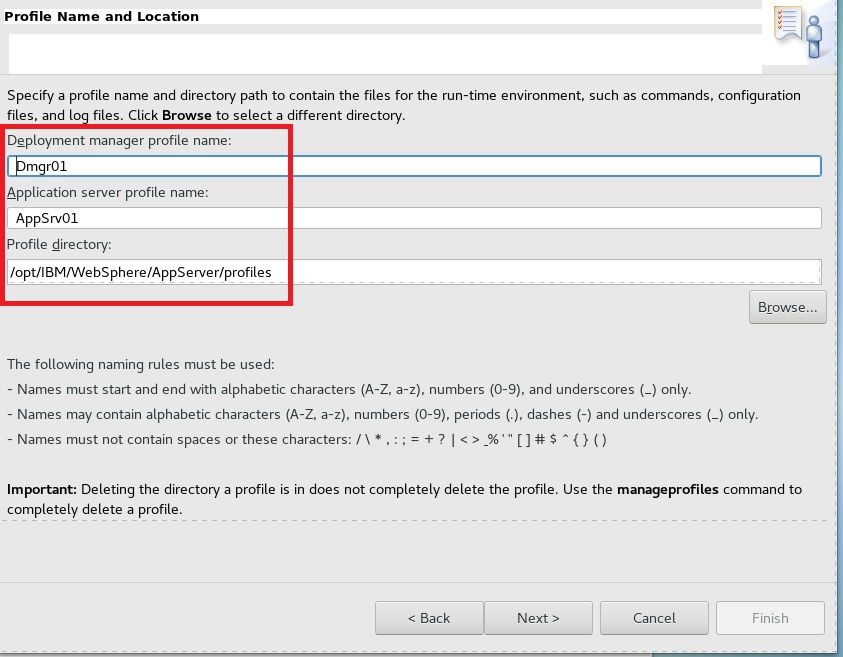 Profile Name and Location
Specify a profile name and directory path to contain the files for the run-time environment, such as commands, configuration
files, and log files. Click Browse to select a different directory.
Deployment manager profile name:
Dmgr01
Application server profile name:
AppSrv01
Profile directory:
/opt/IBM/WebSphere/AppServer/profiles
Browse...
The following naming rules must be used:
- Names must start and end with alphabetic characters (A-Z, a-z), numbers (0-9), and underscores (_) only.
- Names may contain alphabetic characters (A-Z, a-z), numbers (0-9), periods (.), dashes (-) and underscores (_) only.
- Names must not contain spaces or these characters: / \ * , : ; = + ? | < > _% ' " [ ] # $ ^ { } ( )
Important: Deleting the directory a profile is in does not completely delete the profile. Use the manageprofiles command to
completely delete a profile.
< Back
Next >
Cancel
Finish